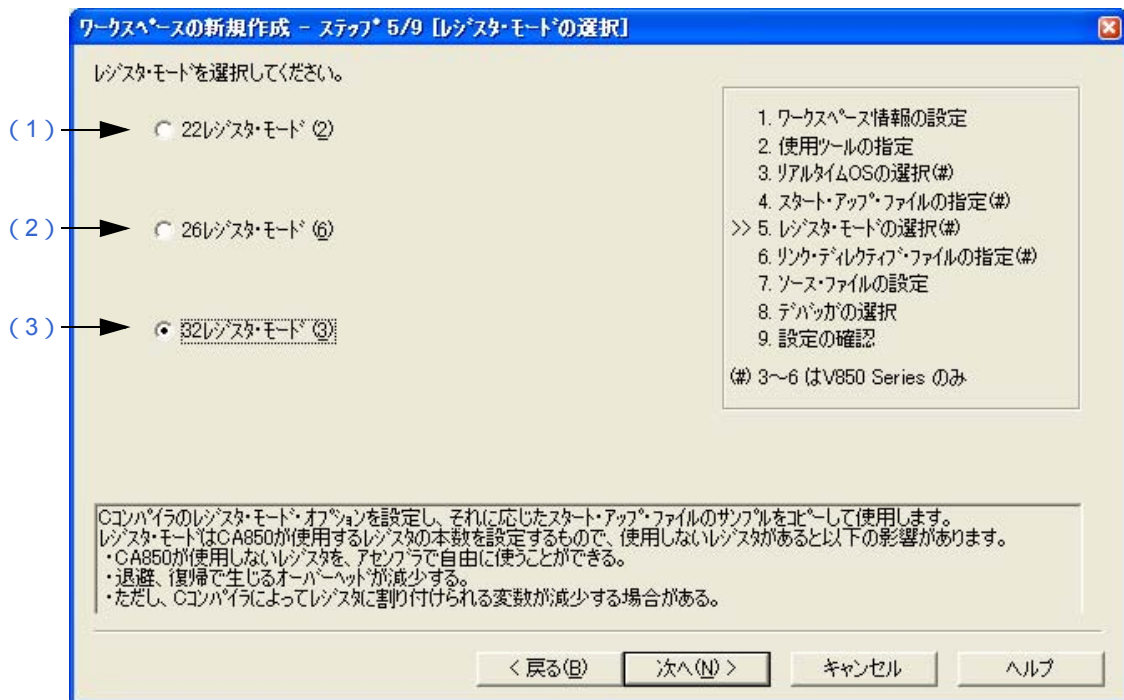 ワークスペースの新規作成 - ステップ 5/9 [レジスタ・モードの選択]
レジスタ・モードを選択してください。
(1)
22レジスタ・モード (2)
(2)
26レジスタ・モード (6)
(3)
32レジスタ・モード (3)
1. ワークスペース情報の設定
2. 使用ツールの指定
3. リアルタイムOSの選択(#)
4. スタート・アップ・ファイルの指定(#)
>> 5. レジスタ・モードの選択(#)
6. リンク・ディレクティブ・ファイルの指定(#)
7. ソース・ファイルの設定
8. デバッガの選択
9. 設定の確認
(#) 3～6 はV850 Series のみ
Cコンパイラのレジスタ・モード・オプションを設定し、それに応じたスタート・アップ・ファイルのサンプルをコピーして使用します。
レジスタ・モードはCA850が使用するレジスタの本数を設定するもので、使用しないレジスタがあると以下の影響があります。
・CA850が使用しないレジスタを、アセンブラで自由に使うことができる。
・退避、復帰で生じるオーバーヘッドが減少する。
・ただし、Cコンパイラによってレジスタに割り付けられる変数が減少する場合がある。
< 戻る(B)
次へ(N) >
キャンセル
ヘルプ